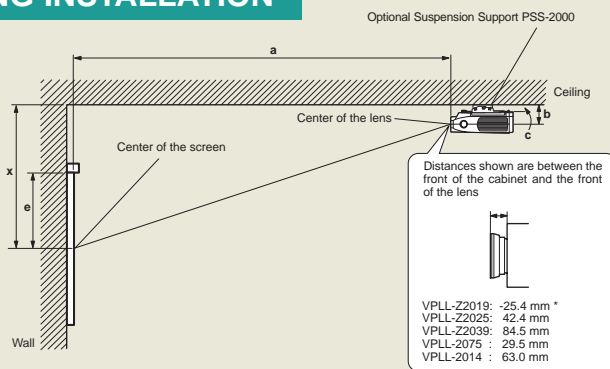 NG INSTALLATION
Optional Suspension Support PSS-2000
a
Ceiling
b
Center of the lens
c
Center of the screen
x
e
Distances shown are between the
front of the cabinet and the front
of the lens
VPLL-Z2019: -25.4 mm *
VPLL-Z2025: 42.4 mm
VPLL-Z2039: 84.5 mm
VPLL-2075 : 29.5 mm
VPLL-2014 : 63.0 mm
Wall